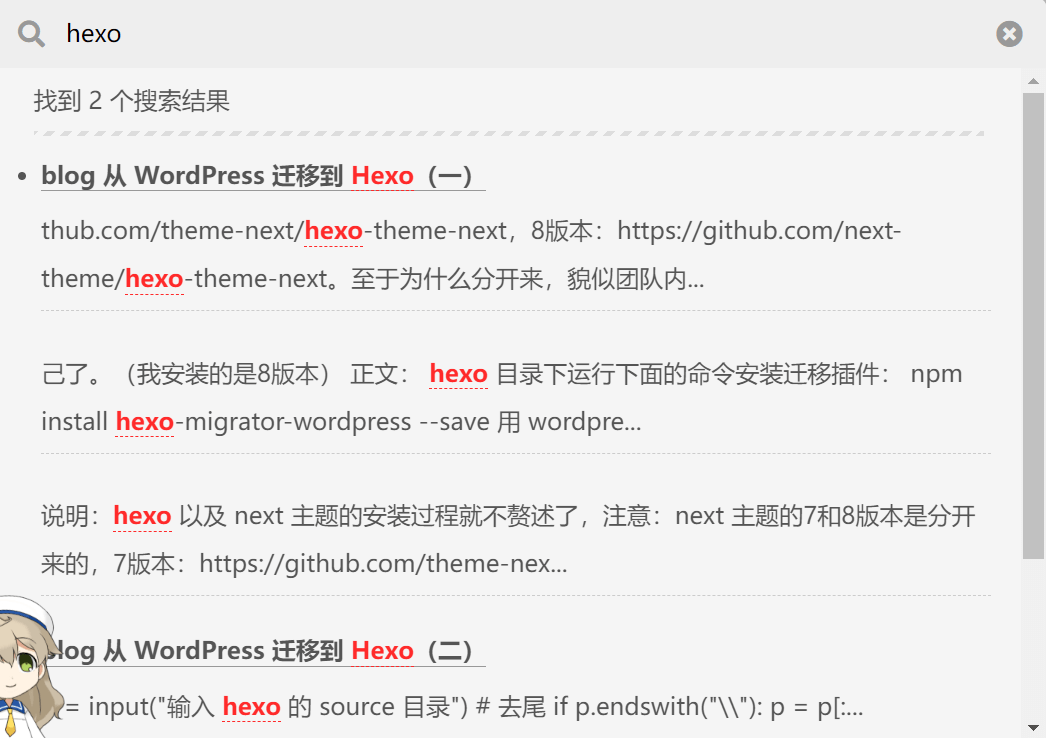 hexo
找到 2 个搜索结果
blog 从 WordPress 迁移到 Hexo（一）
thub.com/theme-next/hexo-theme-next，8版本：https://github.com/next-
theme/hexo-theme-next。至于为什么分开来，貌似团队内...
己了。（我安装的是8版本） 正文： hexo 目录下运行下面的命令安装迁移插件： npm
install hexo-migrator-wordpress --save 用 wordpre...
说明：hexo 以及 next 主题的安装过程就不赘述了，注意：next 主题的7和8版本是分开
来的，7版本：https://github.com/theme-nex...
blog 从 WordPress 迁移到 Hexo（二）
= input("输入 hexo 的 source 目录") # 去尾 if p.endswith("\\"): p = p[:...